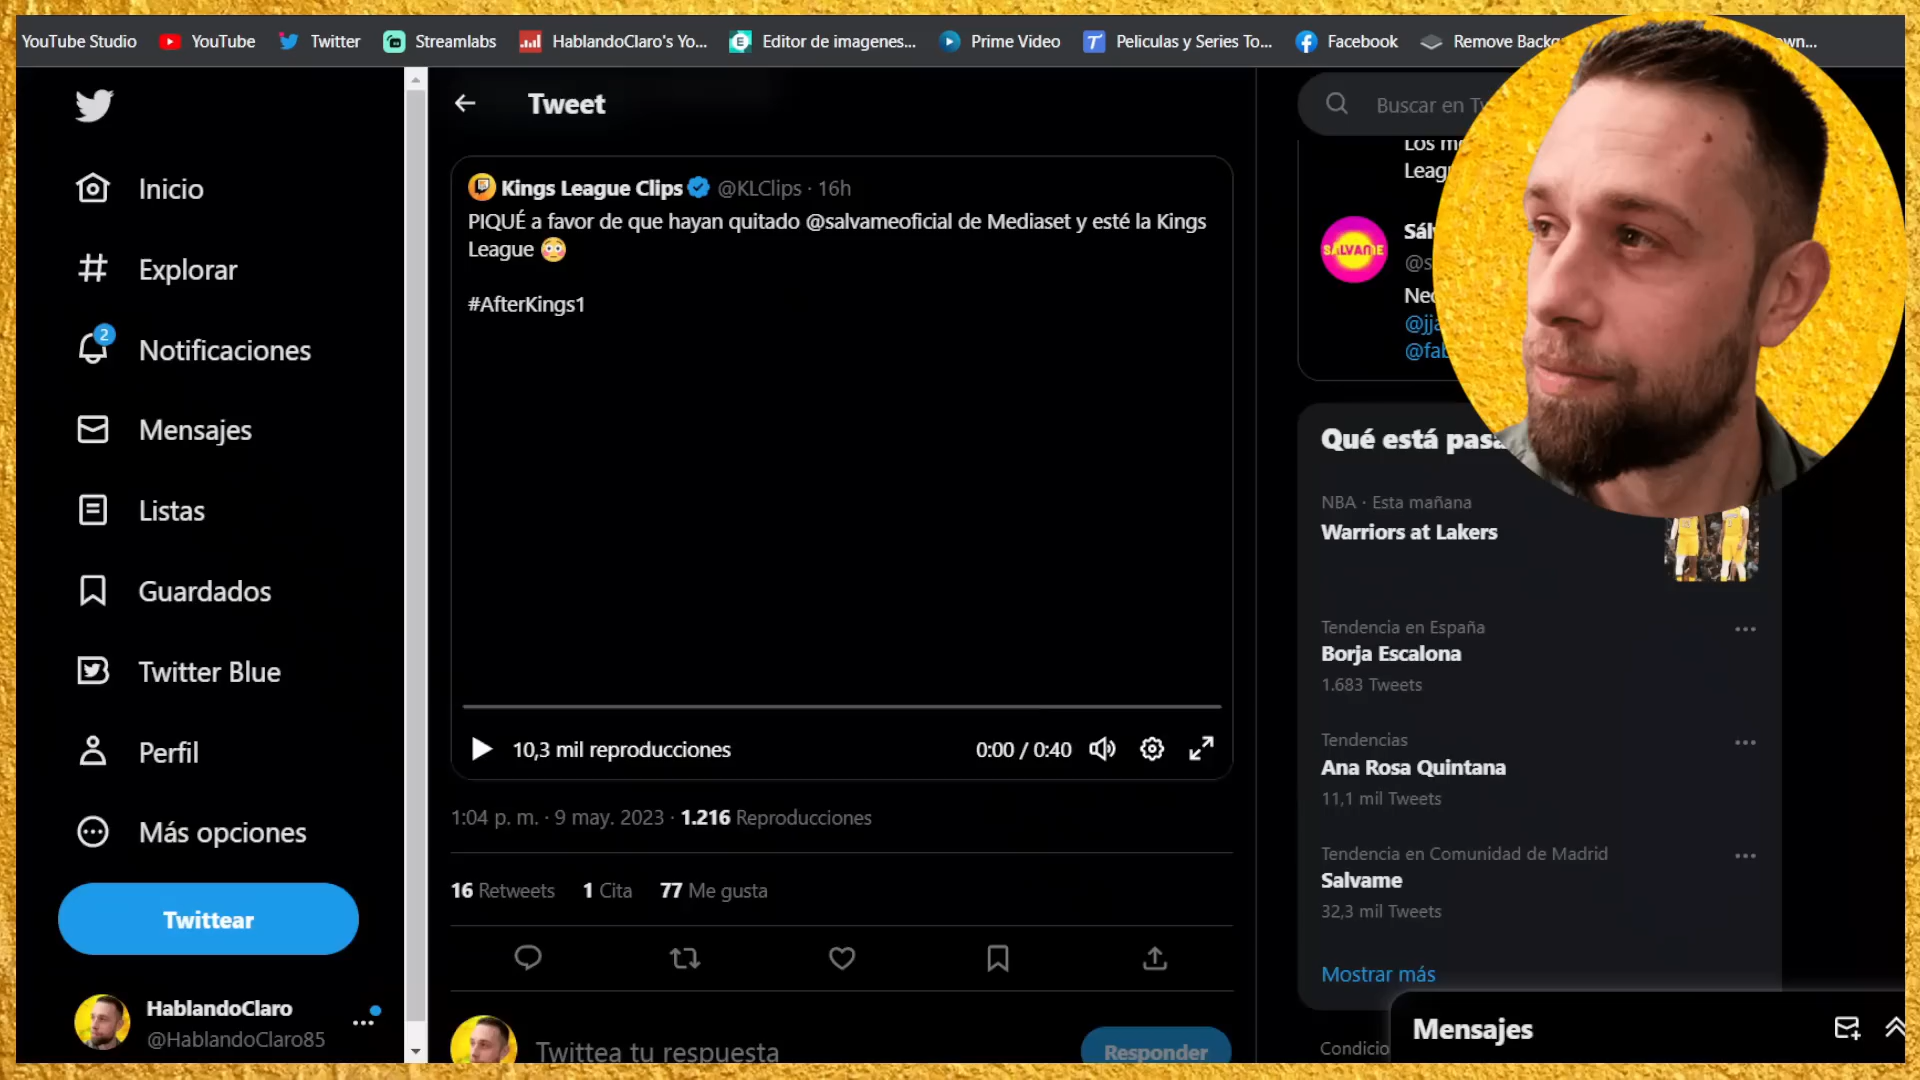 YouTube Studio YouTube Twitter Streamlabs HablandoClaro's Yo... Editor de imagenes... Prime Video Peliculas y Series To... Facebook Remove Backg
Tweet
Buscar en
Inicio
Explorar
2
Notificaciones
Mensajes
Listas
Guardados
Twitter Blue
Perfil
Más opciones
Twittear
HablandoClaro
@HablandoClaro85
Kings League Clips @KLClips · 16h
PIQUÉ a favor de que hayan quitado @salvameoficial de Mediaset y esté la Kings
League 😳
#AfterKings1
10,3 mil reproducciones 0:00 / 0:40
1:04 p. m. · 9 may. 2023 · 1.216 Reproducciones
16 Retweets 1 Cita 77 Me gusta
Twittea tu respuesta
Responder
SÁLVAME
Qué está pasa
NBA · Esta mañana
Warriors at Lakers
Tendencia en España
Borja Escalona
1.683 Tweets
Tendencias
Ana Rosa Quintana
11,1 mil Tweets
Tendencia en Comunidad de Madrid
Salvame
32,3 mil Tweets
Mostrar más
Mensajes
Condicio